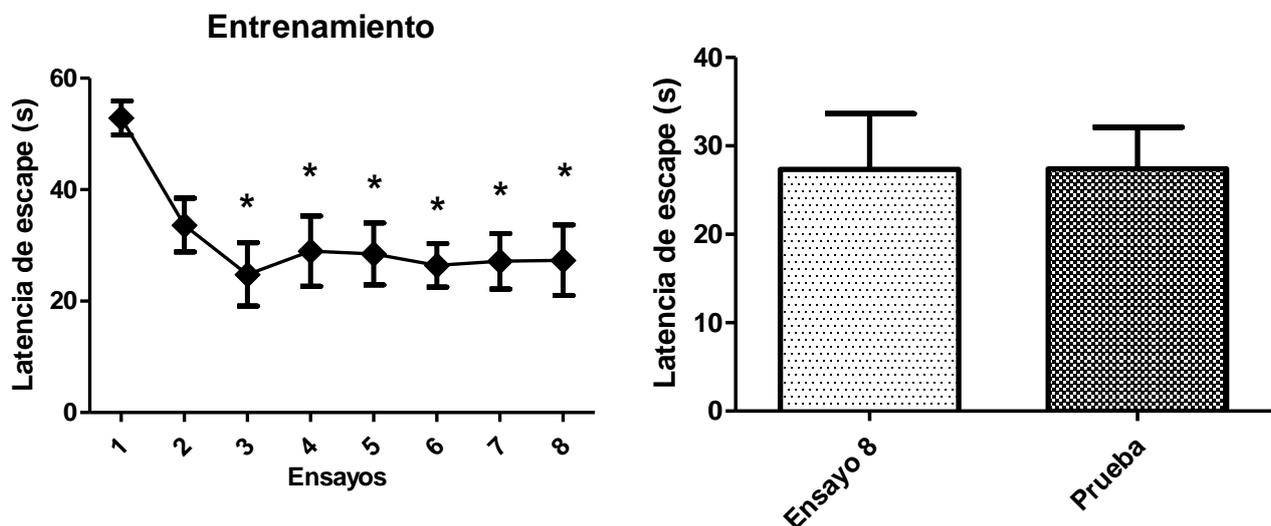 Entrenamiento
Latencia de escape (s)
60
40
20
0
* * * * * *
1 2 3 4 5 6 7 8
Ensayos
Latencia de escape (s)
40
30
20
10
0
Ensayo 8
Prueba